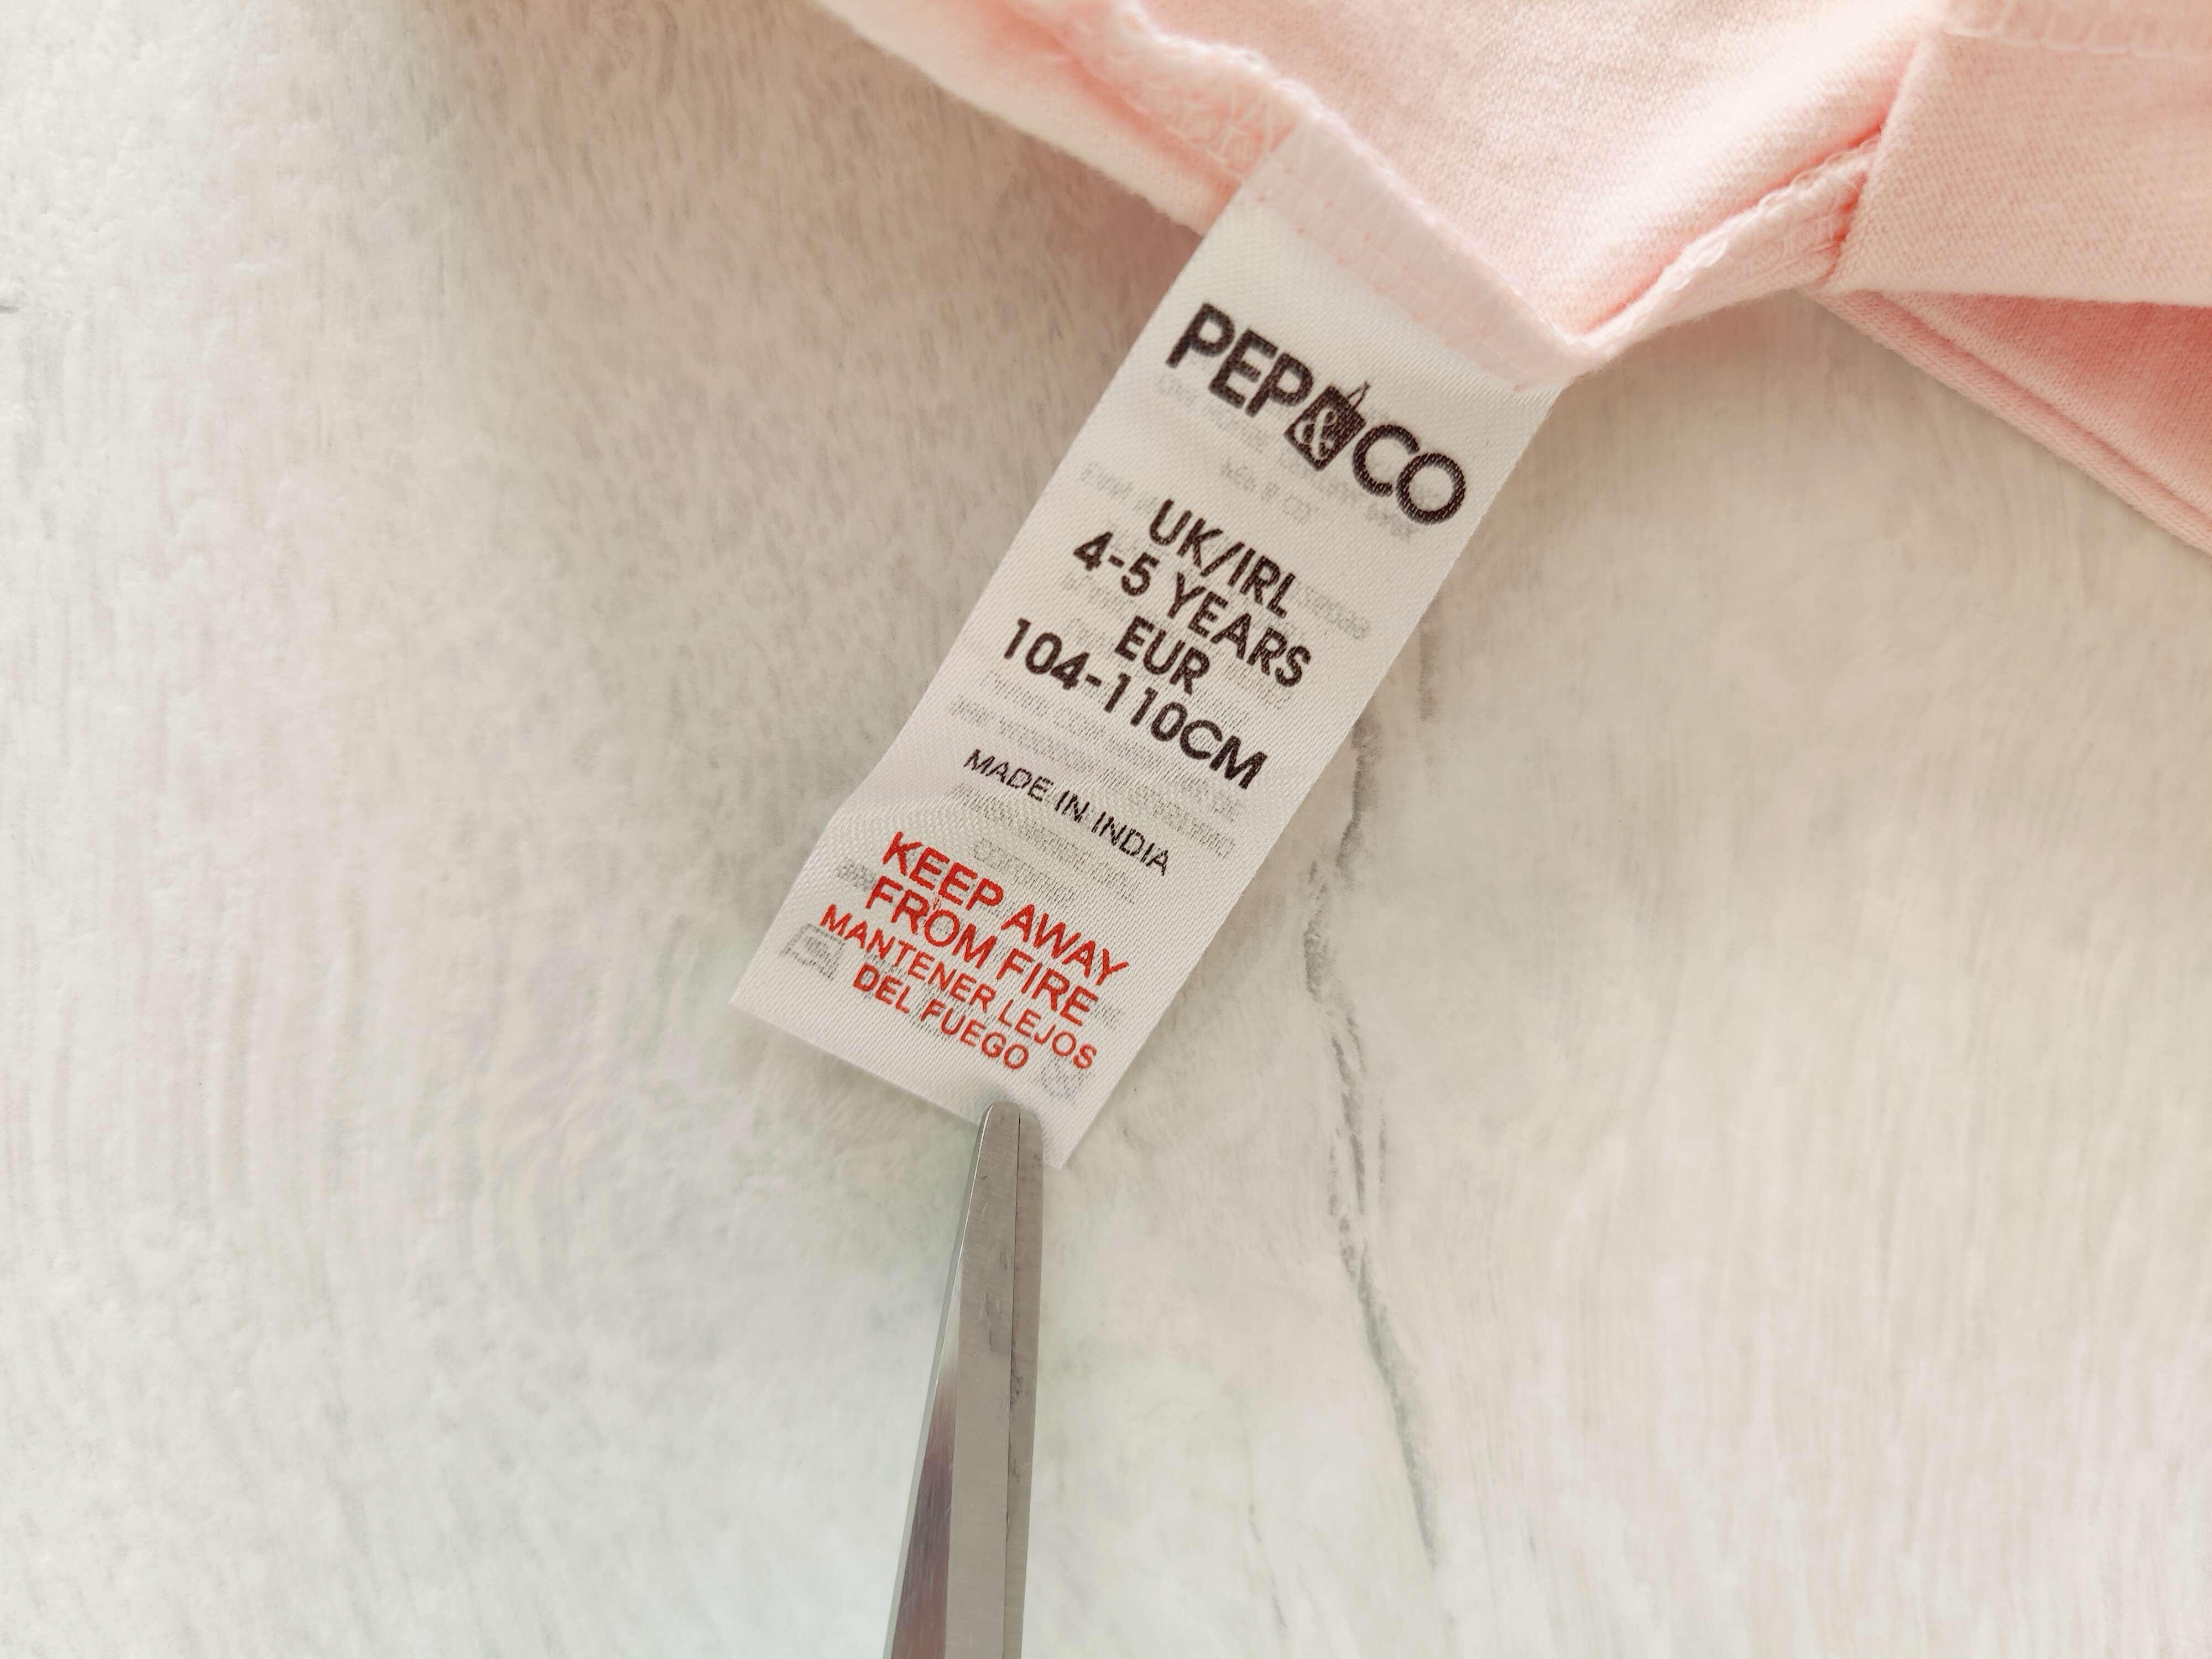 PEP&CO
UK/IRL
4-5 YEARS
EUR
104-110CM
MADE IN INDIA
KEEP AWAY
FROM FIRE
MANTENER LEJOS
DEL FUEGO